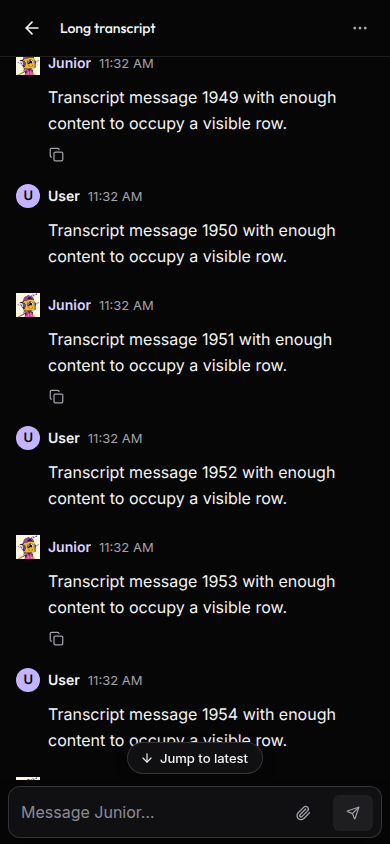 Long transcript
Junior 11:32 AM
Transcript message 1949 with enough
content to occupy a visible row.
U User 11:32 AM
Transcript message 1950 with enough
content to occupy a visible row.
Junior 11:32 AM
Transcript message 1951 with enough
content to occupy a visible row.
U User 11:32 AM
Transcript message 1952 with enough
content to occupy a visible row.
Junior 11:32 AM
Transcript message 1953 with enough
content to occupy a visible row.
U User 11:32 AM
Transcript message 1954 with enough
content to occupy a visible row.
Jump to latest
Message Junior...